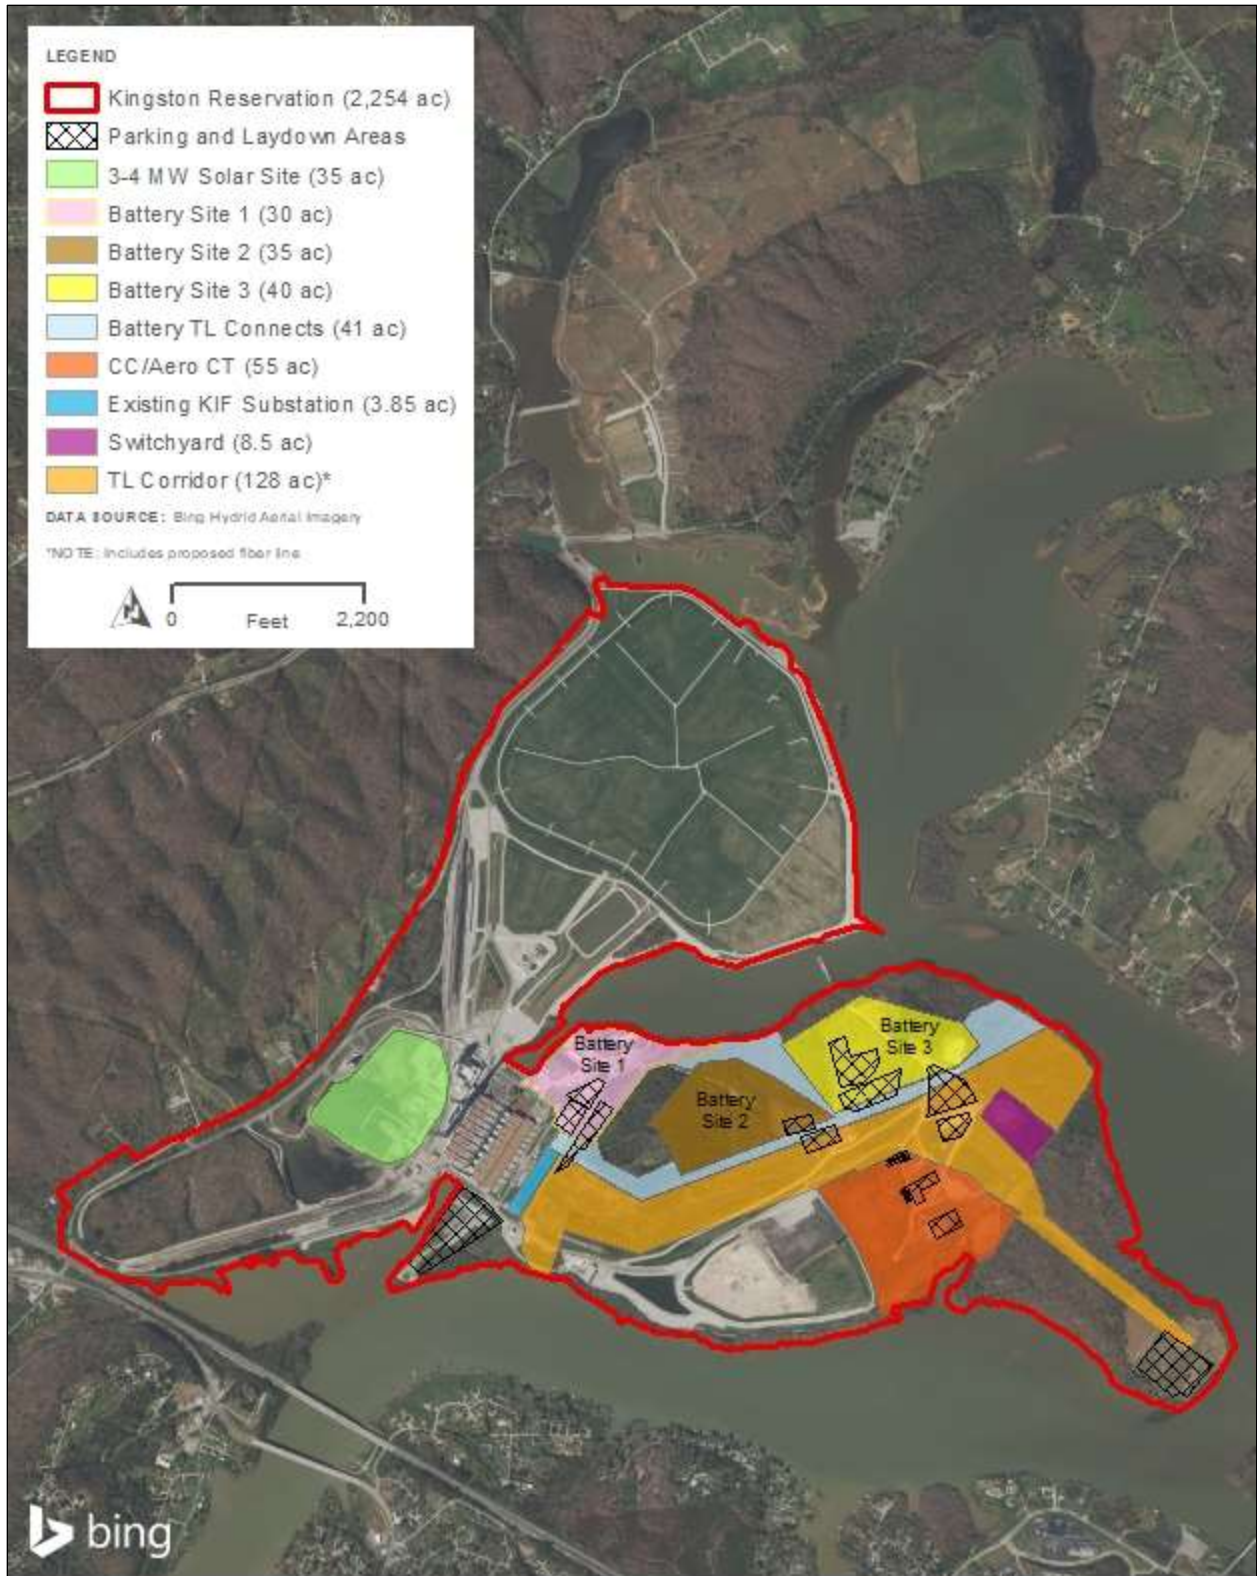 LEGEND
Kingston Reservation (2,254 ac)
Parking and Laydown Areas
3-4 MW Solar Site (35 ac)
Battery Site 1 (30 ac)
Battery Site 2 (35 ac)
Battery Site 3 (40 ac)
Battery TL Connects (41 ac)
CC/Aero CT (55 ac)
Existing KIF Substation (3.85 ac)
Switchyard (8.5 ac)
TL Corridor (128 ac)*
DATA SOURCE: Bing Hydrid Aerial Imagery
*NOTE: Includes proposed fiber line
N
0 Feet 2,200
Battery
Site 1
Battery
Site 2
Battery
Site 3
bing